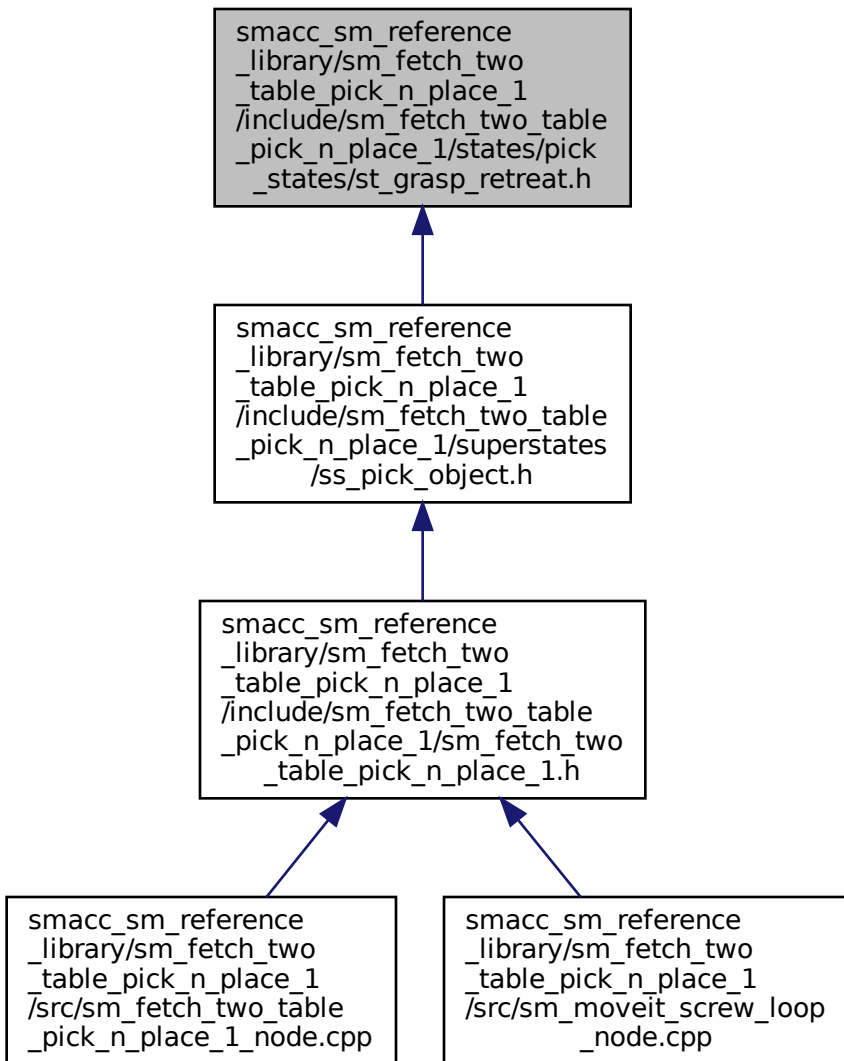 smacc_sm_reference
_library/sm_fetch_two
_table_pick_n_place_1
/include/sm_fetch_two_table
_pick_n_place_1/states/pick
_states/st_grasp_retreat.h
smacc_sm_reference
_library/sm_fetch_two
_table_pick_n_place_1
/include/sm_fetch_two_table
_pick_n_place_1/superstates
/ss_pick_object.h
smacc_sm_reference
_library/sm_fetch_two
_table_pick_n_place_1
/include/sm_fetch_two_table
_pick_n_place_1/sm_fetch_two
_table_pick_n_place_1.h
smacc_sm_reference
_library/sm_fetch_two
_table_pick_n_place_1
/src/sm_fetch_two_table
_pick_n_place_1_node.cpp
smacc_sm_reference
_library/sm_fetch_two
_table_pick_n_place_1
/src/sm_moveit_screw_loop
_node.cpp